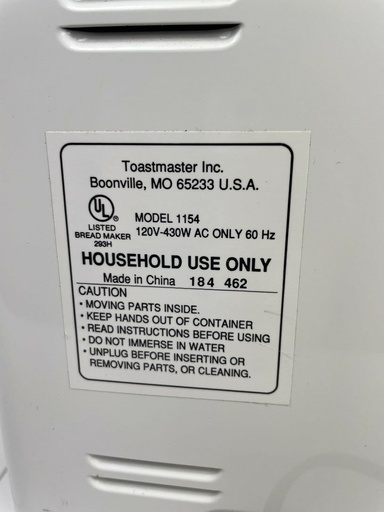 Toastmaster Inc.
Boonville, MO 65233 U.S.A.
UL
®
LISTED
BREAD MAKER
293H
MODEL 1154
120V-430W AC ONLY 60 Hz
HOUSEHOLD USE ONLY
Made in China 184 462
CAUTION
• MOVING PARTS INSIDE.
• KEEP HANDS OUT OF CONTAINER
• READ INSTRUCTIONS BEFORE USING
• DO NOT IMMERSE IN WATER
• UNPLUG BEFORE INSERTING OR
REMOVING PARTS, OR CLEANING.